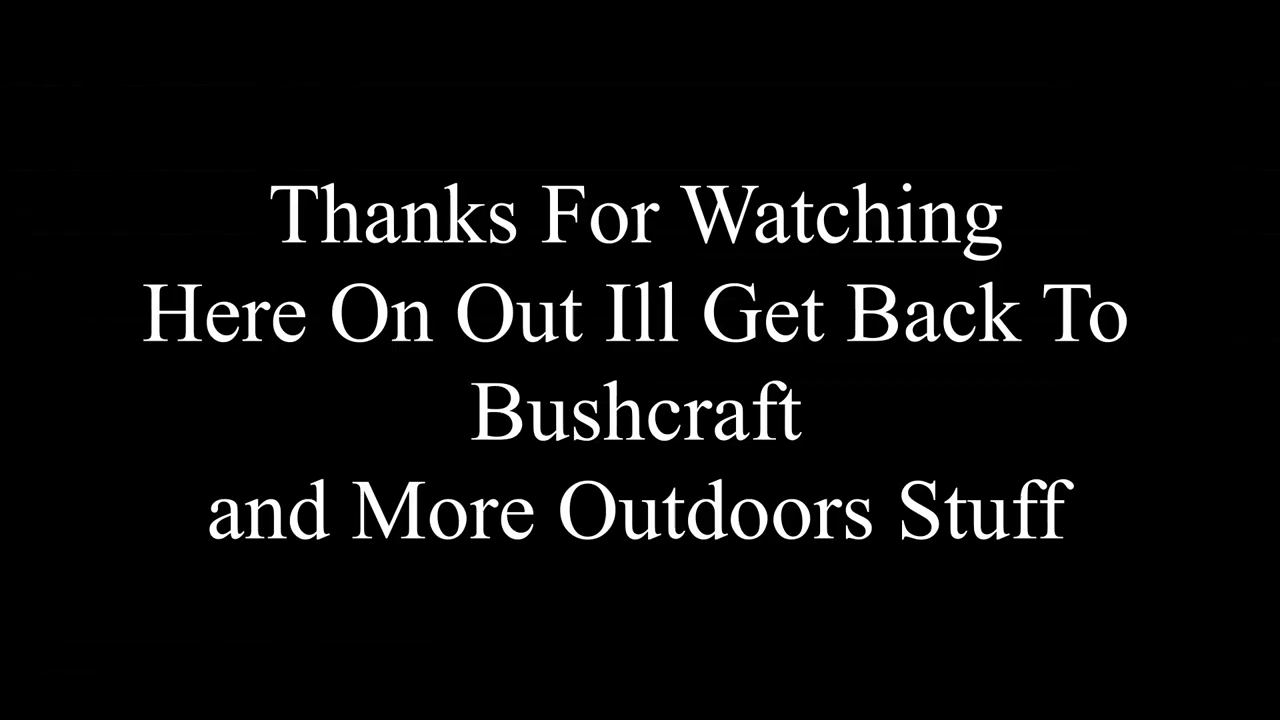 Thanks For Watching
Here On Out Ill Get Back To
Bushcraft
and More Outdoors Stuff